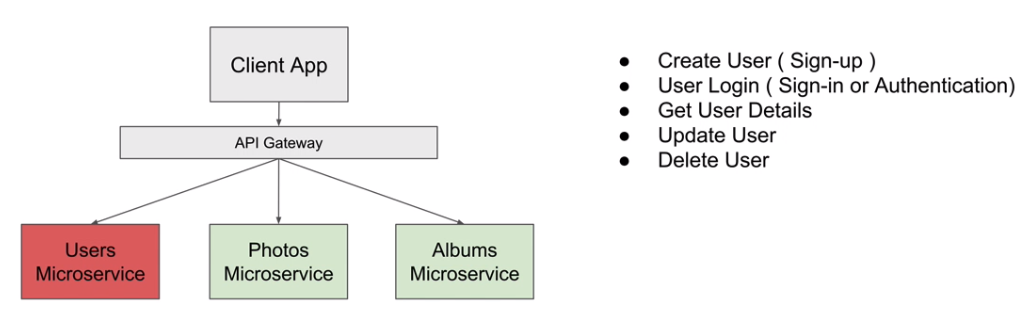 Client App
API Gateway
Users
Microservice
Photos
Microservice
Albums
Microservice
● Create User ( Sign-up )
● User Login ( Sign-in or Authentication)
● Get User Details
● Update User
● Delete User